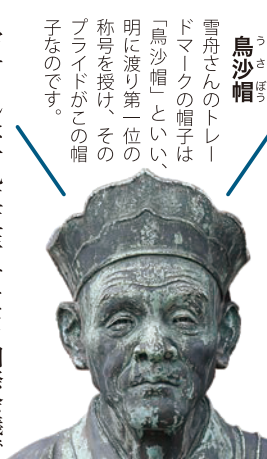 うさぼう
鳥沙帽
雪舟さんのトレー
ドマークの帽子は
「鳥沙帽」といい、
明に渡り第一位の
称号を授け、その
プライドがこの帽
子なのです。